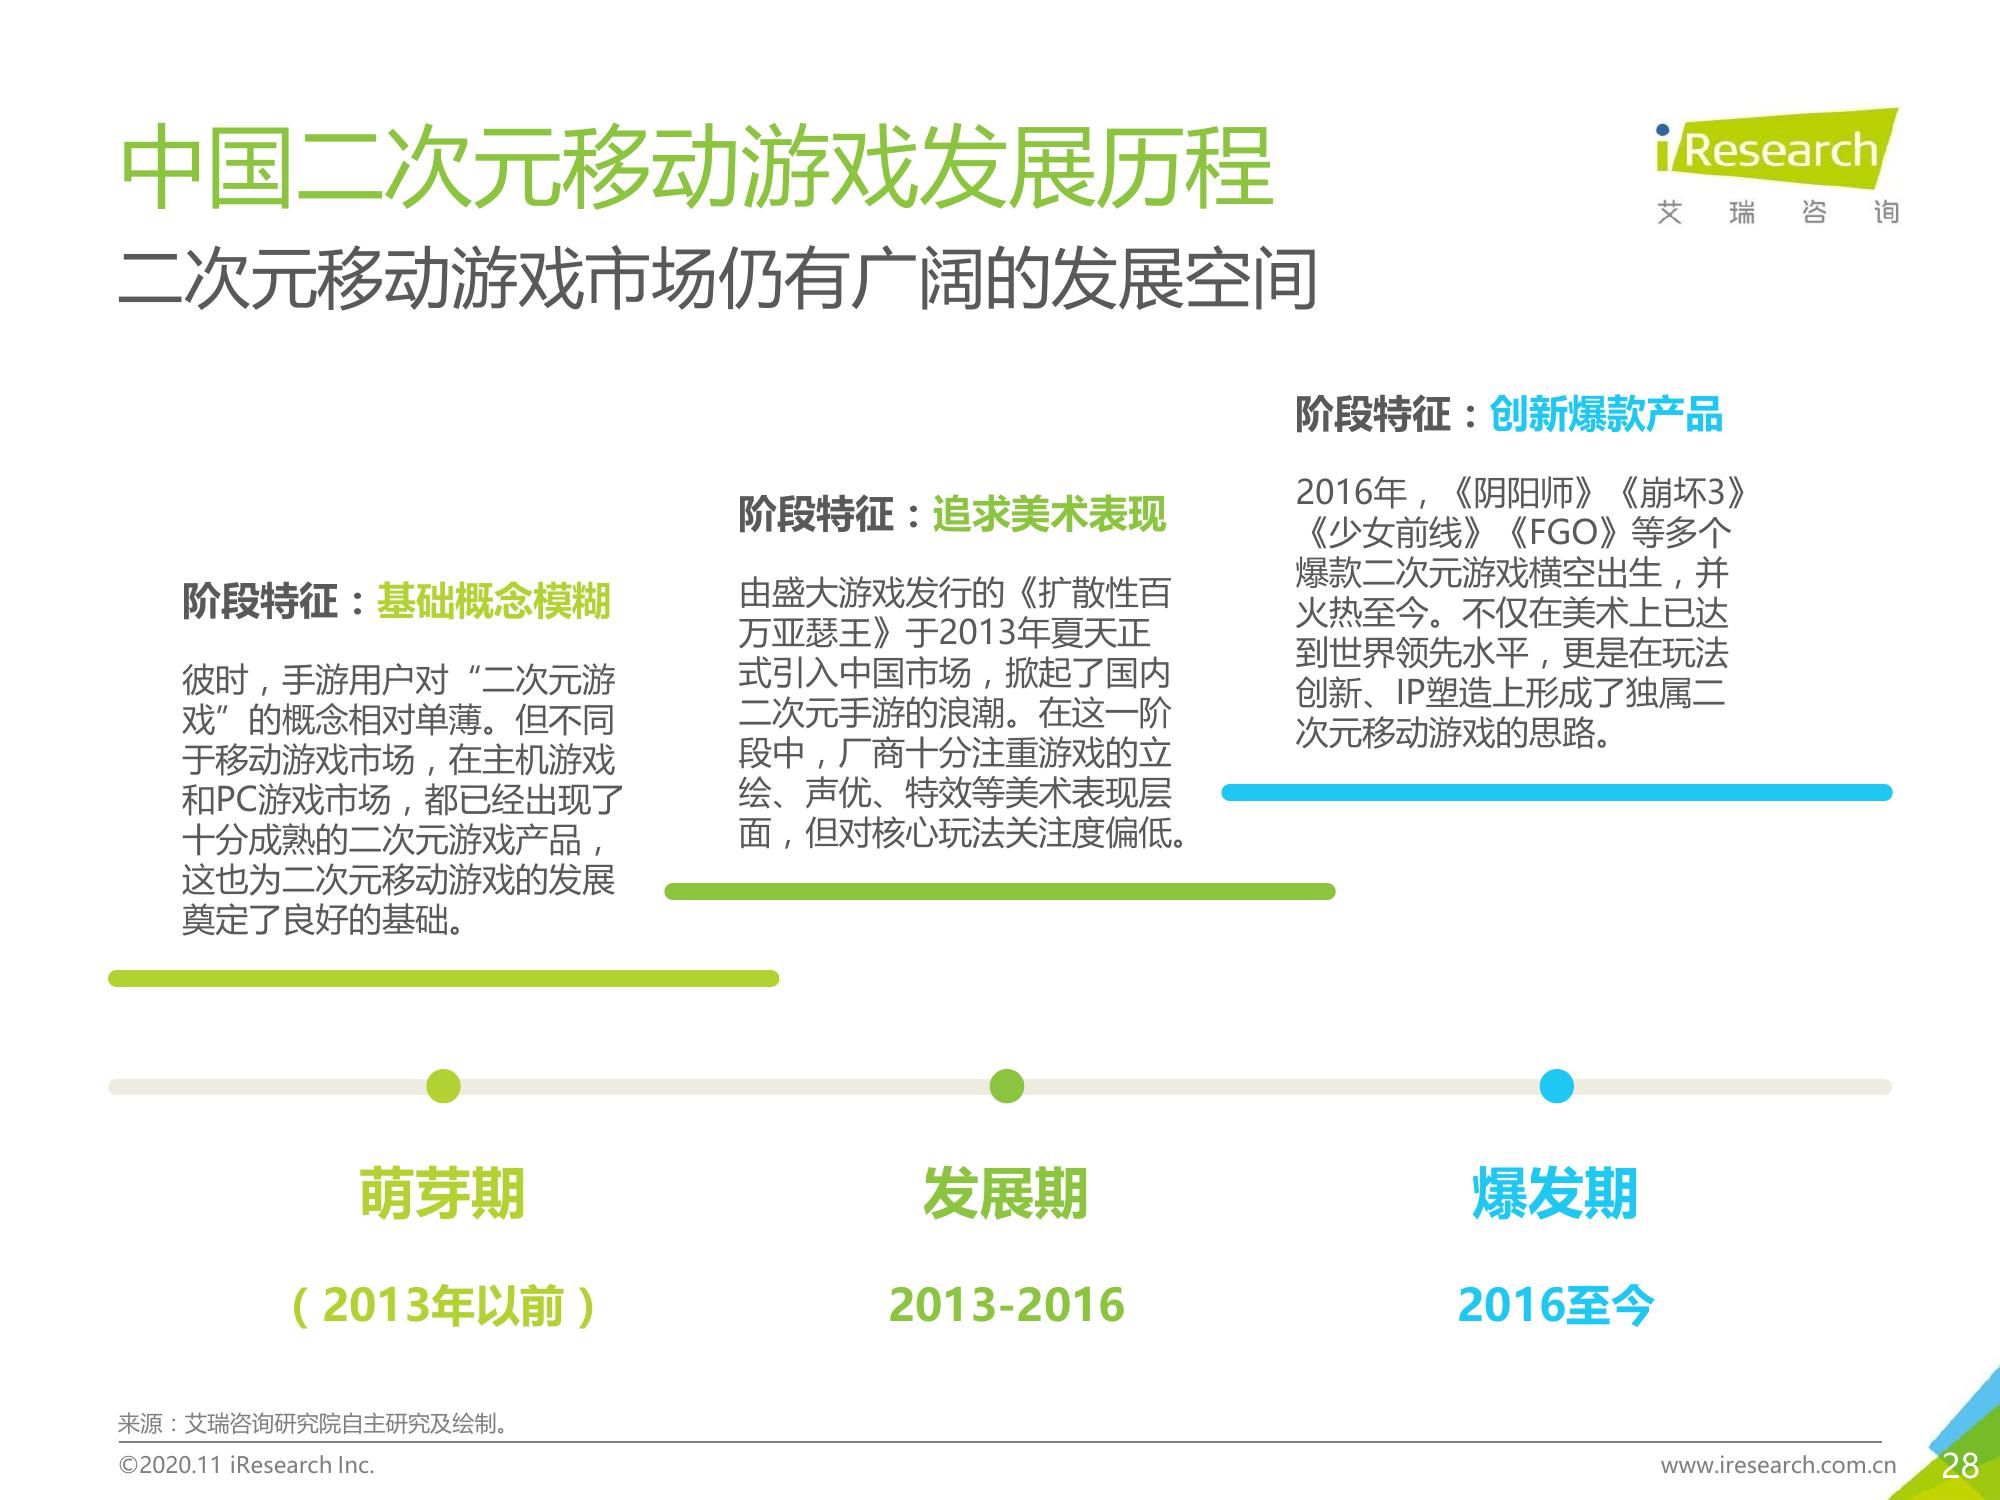 中国二次元移动游戏发展历程
iResearch
艾瑞咨询
二次元移动游戏市场仍有广阔的发展空间
阶段特征：基础概念模糊
彼时，手游用户对“二次元游
戏”的概念相对单薄。但不同
于移动游戏市场，在主机游戏
和PC游戏市场，都已经出现了
十分成熟的二次元游戏产品，
这也为二次元移动游戏的发展
奠定了良好的基础。
阶段特征：追求美术表现
由盛大游戏发行的《扩散性百
万亚瑟王》于2013年夏天正
式引入中国市场，掀起了国内
二次元手游的浪潮。在这一阶
段中，厂商十分注重游戏的立
绘、声优、特效等美术表现层
面，但对核心玩法关注度偏低。
阶段特征：创新爆款产品
2016年，《阴阳师》《崩坏3》
《少女前线》《FGO》等多个
爆款二次元游戏横空出生，并
火热至今。不仅在美术上已达
到世界领先水平，更是在玩法
创新、IP塑造上形成了独属二
次元移动游戏的思路。
萌芽期
发展期
爆发期
（2013年以前）
2013-2016
2016至今
来源：艾瑞咨询研究院自主研究及绘制。
©2020.11 iResearch Inc.
www.iresearch.com.cn
28